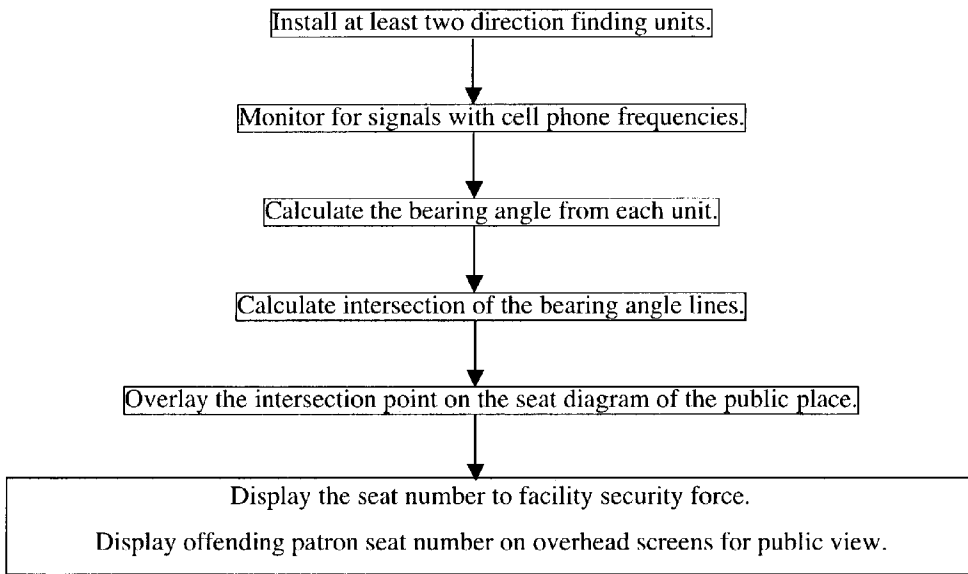 Install at least two direction finding units.
Monitor for signals with cell phone frequencies.
Calculate the bearing angle from each unit.
Calculate intersection of the bearing angle lines.
Overlay the intersection point on the seat diagram of the public place.
Display the seat number to facility security force.
Display offending patron seat number on overhead screens for public view.